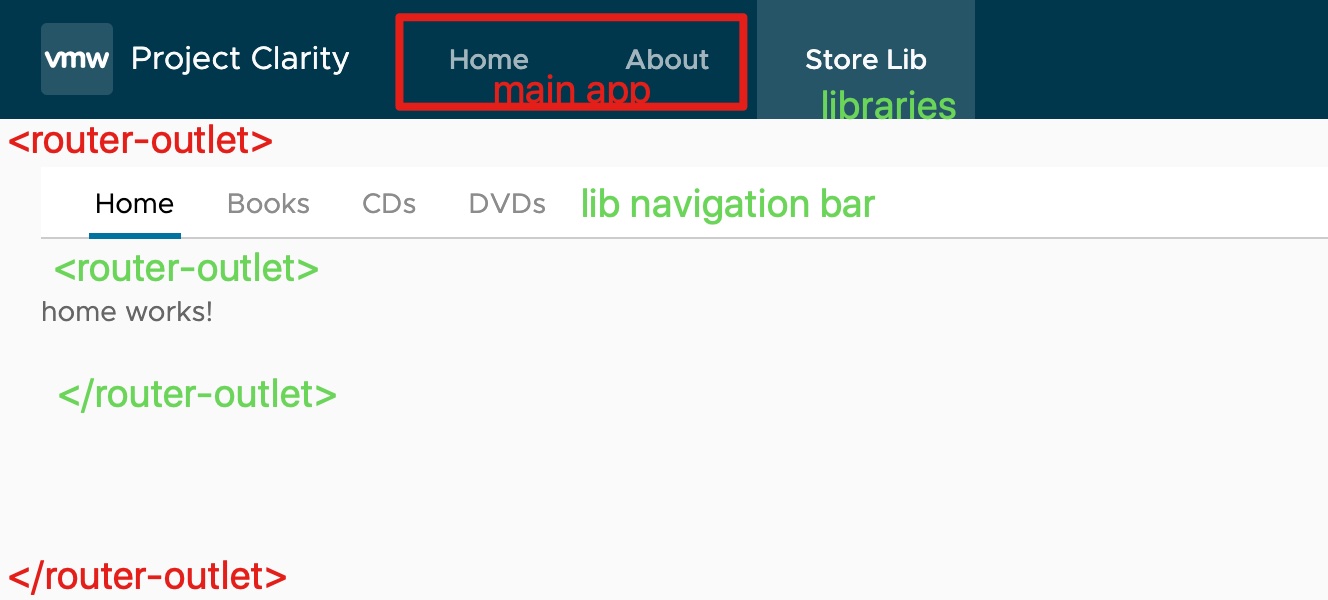 vmw Project Clarity Home About Store Lib
main app libraries
<router-outlet>
Home Books CDs DVDs lib navigation bar
<router-outlet>
home works!
</router-outlet>
</router-outlet>